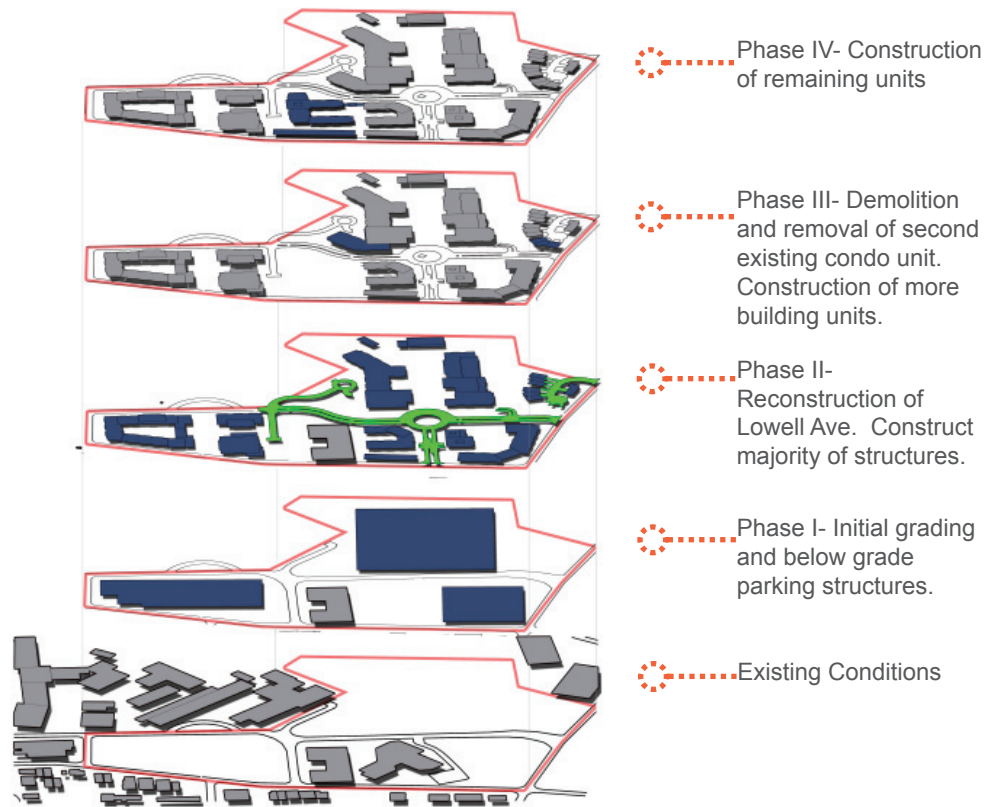 Phase IV- Construction
of remaining units
Phase III- Demolition
and removal of second
existing condo unit.
Construction of more
building units.
Phase II-
Reconstruction of
Lowell Ave.  Construct
majority of structures.
Phase I- Initial grading
and below grade
parking structures.
Existing Conditions